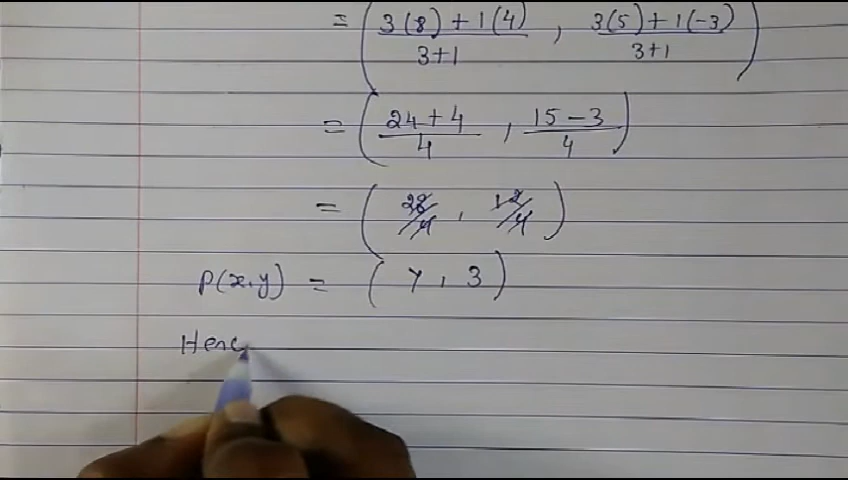 = ( 3(8)+1(4) / 3+1 , 3(5)+1(-3) / 3+1 )
= ( 24+4 / 4 , 15-3 / 4 )
= ( 28/4 , 12/4 )
P(x,y) = ( 7, 3 )
Henc